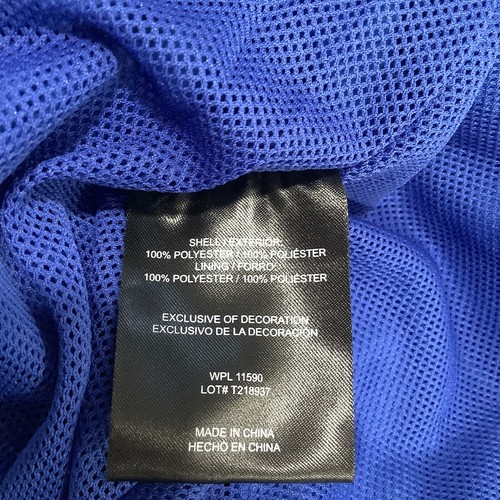 SHELL / EXTERIOR:
100% POLYESTER / 100% POLIÉSTER
LINING / FORRO:
100% POLYESTER / 100% POLIÉSTER
EXCLUSIVE OF DECORATION
EXCLUSIVO DE LA DECORACIÓN
WPL 11590
LOT# T218937
MADE IN CHINA
HECHO EN CHINA